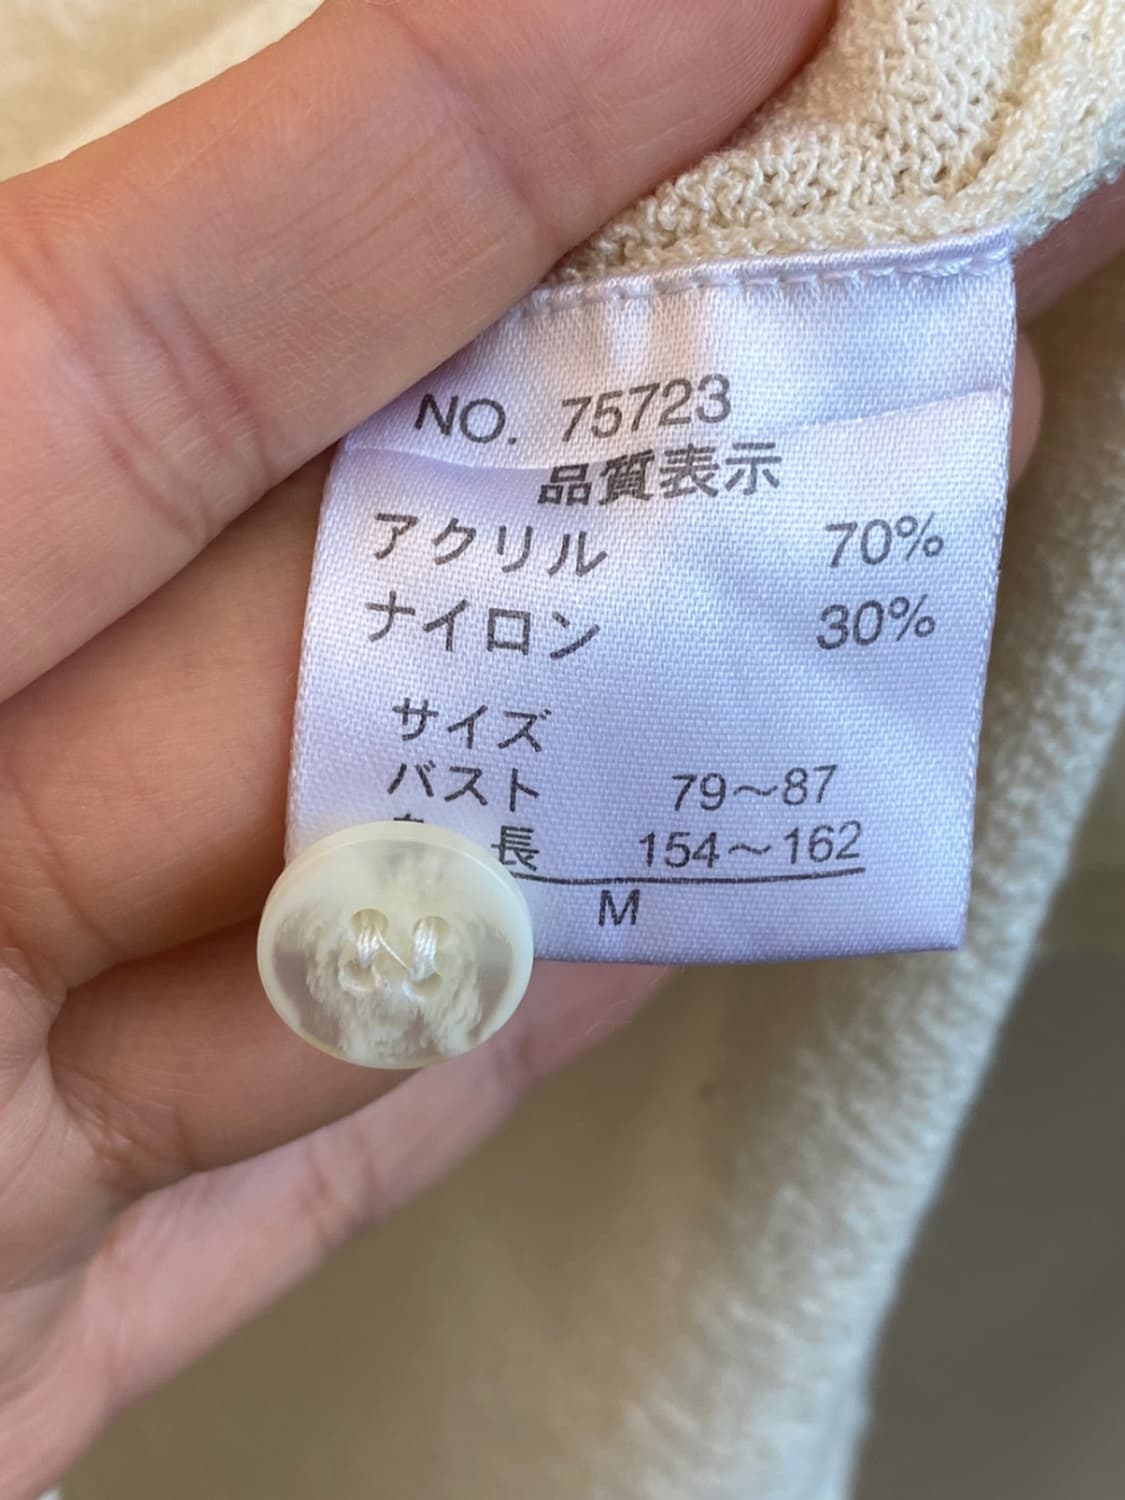 NO. 75723
品質表示
アクリル 70%
ナイロン 30%
サイズ
バスト 79～87
長 154～162
M